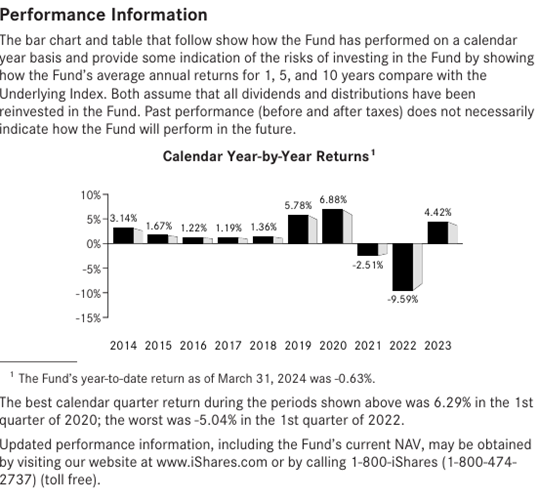 Performance Information
The bar chart and table that follow show how the Fund has performed on a calendar
year basis and provide some indication of the risks of investing in the Fund by showing
how the Fund's average annual returns for 1, 5, and 10 years compare with the
Underlying Index. Both assume that all dividends and distributions have been
reinvested in the Fund. Past performance (before and after taxes) does not necessarily
indicate how the Fund will perform in the future.
Calendar Year-by-Year Returns¹
10%
5%
0%
-5%
-10%
-15%
3.14% 1.67% 1.22% 1.19% 1.36% 5.78% 6.88% -2.51% -9.59% 4.42%
2014 2015 2016 2017 2018 2019 2020 2021 2022 2023
¹ The Fund's year-to-date return as of March 31, 2024 was -0.63%.
The best calendar quarter return during the periods shown above was 6.29% in the 1st
quarter of 2020; the worst was -5.04% in the 1st quarter of 2022.
Updated performance information, including the Fund's current NAV, may be obtained
by visiting our website at www.iShares.com or by calling 1-800-iShares (1-800-474-
2737) (toll free).